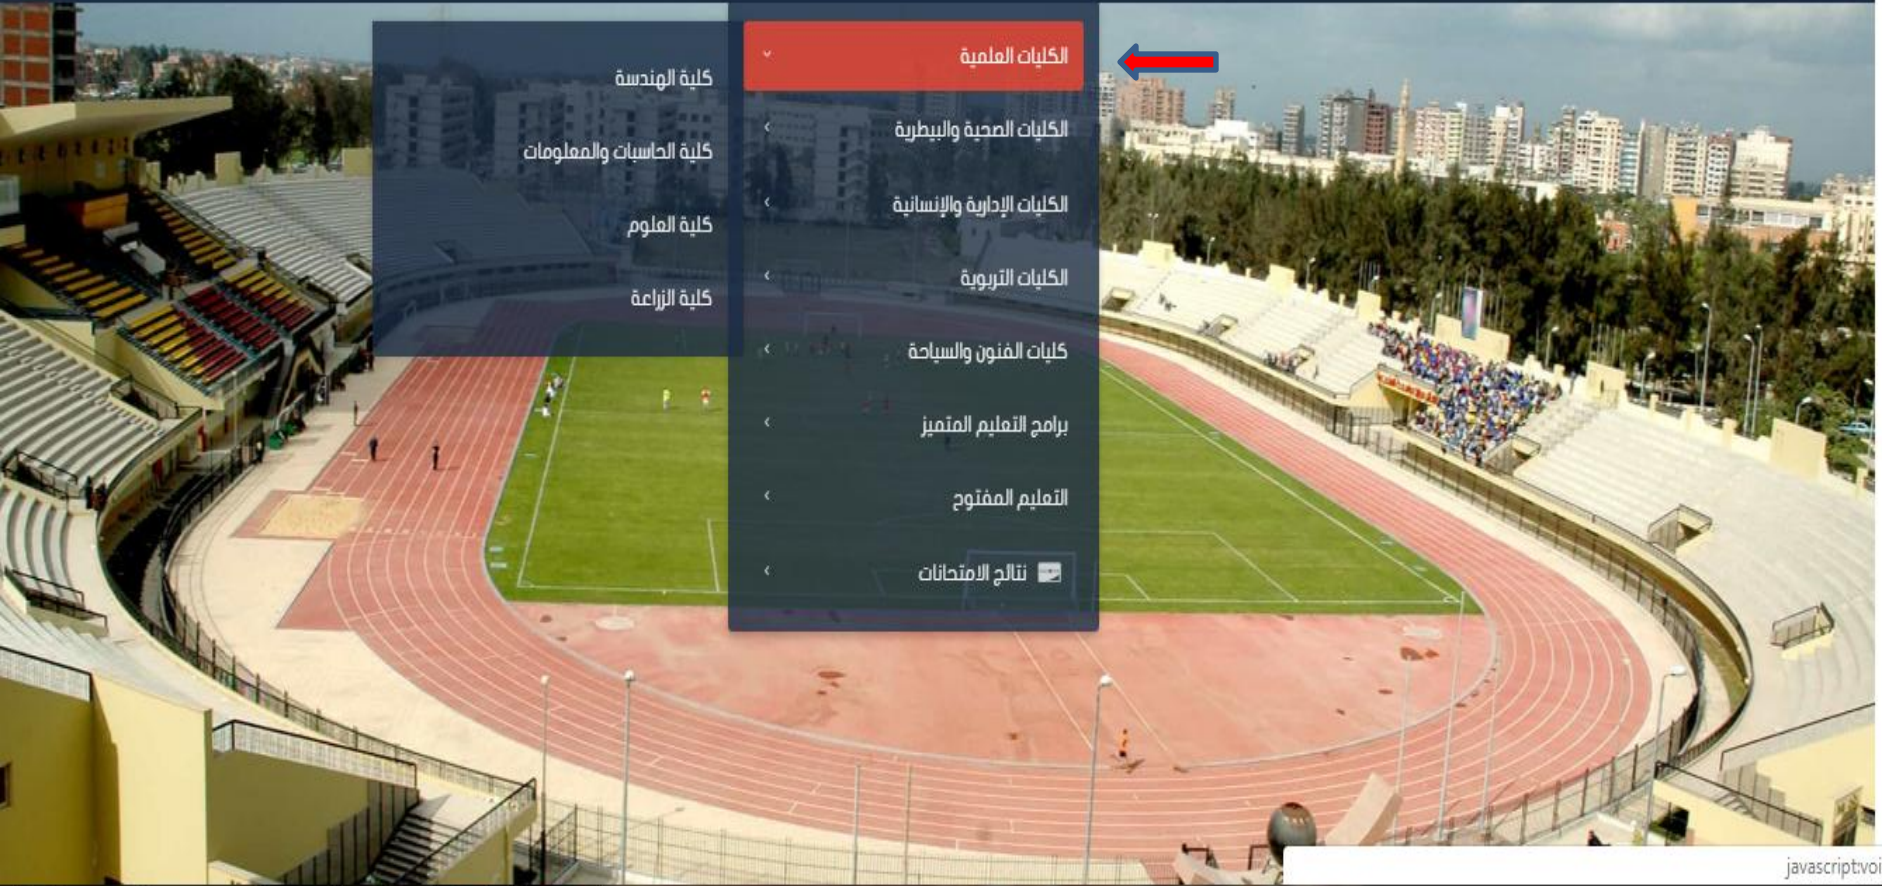 الكليات العلمية
الكليات الصحية والبيطرية
الكليات الإدارية والإنسانية
الكليات التربوية
كليات الفنون والسياحة
برامج التعليم المتميز
التعليم المفتوح
نتائج الامتحانات
كلية الهندسة
كلية الحاسبات والمعلومات
كلية العلوم
كلية الزراعة
javascript:voi